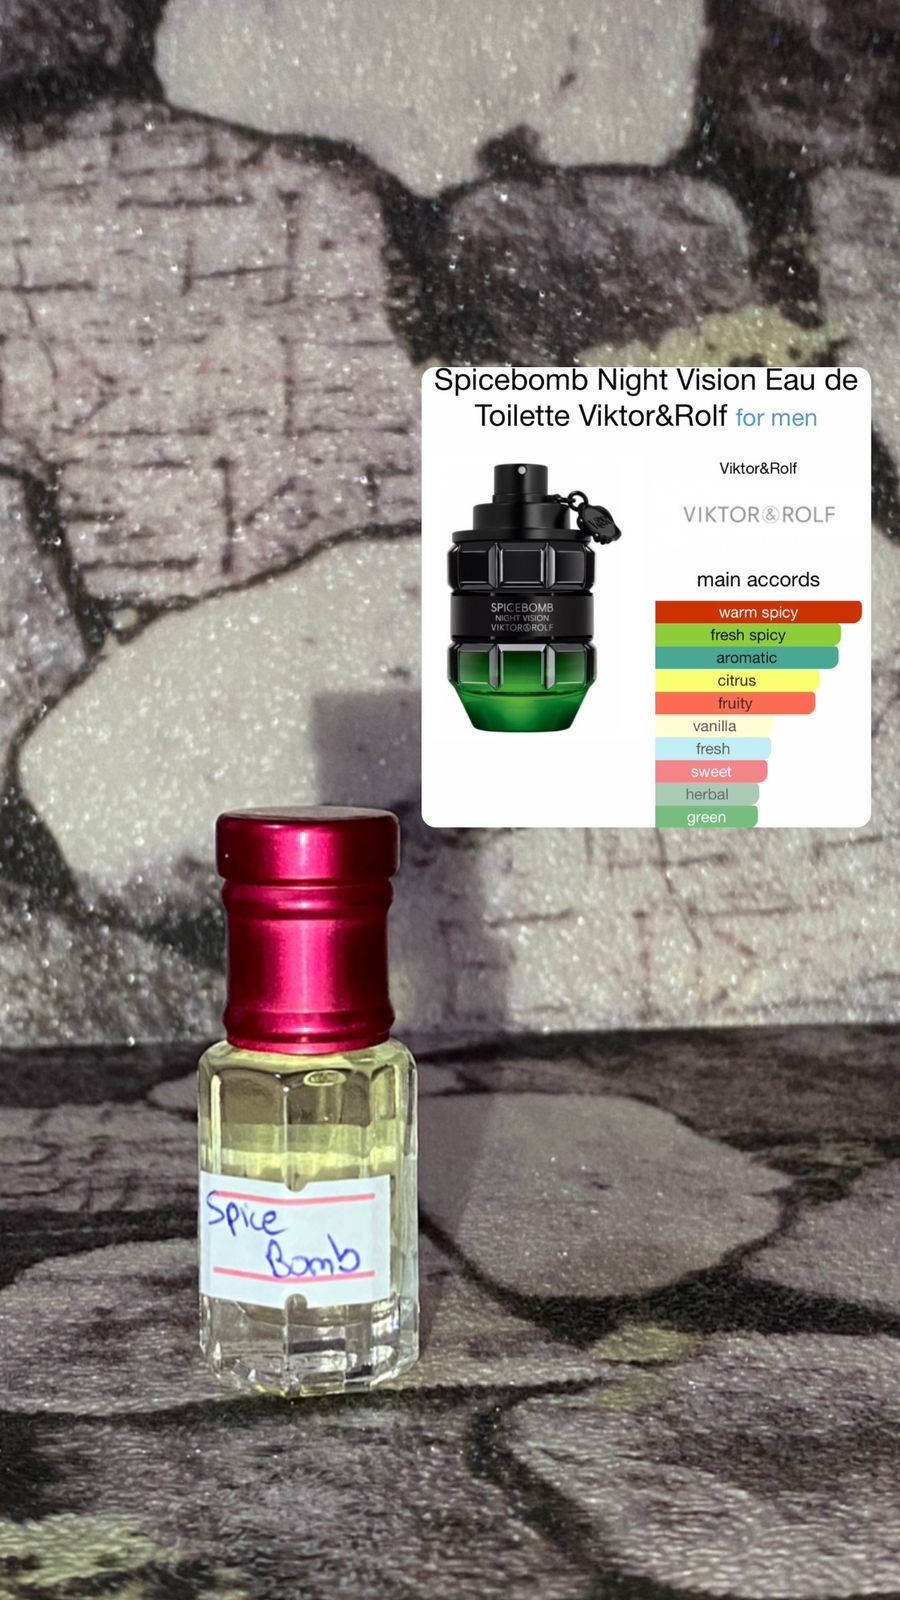 Spicebomb Night Vision Eau de
Toilette Viktor&Rolf for men
Viktor&Rolf
VIKTOR&ROLF
main accords
SPICEBOMB
NIGHT VISION
VIKTOR&ROLF
warm spicy
fresh spicy
aromatic
citrus
fruity
vanilla
fresh
sweet
herbal
green
Spice
Bomb